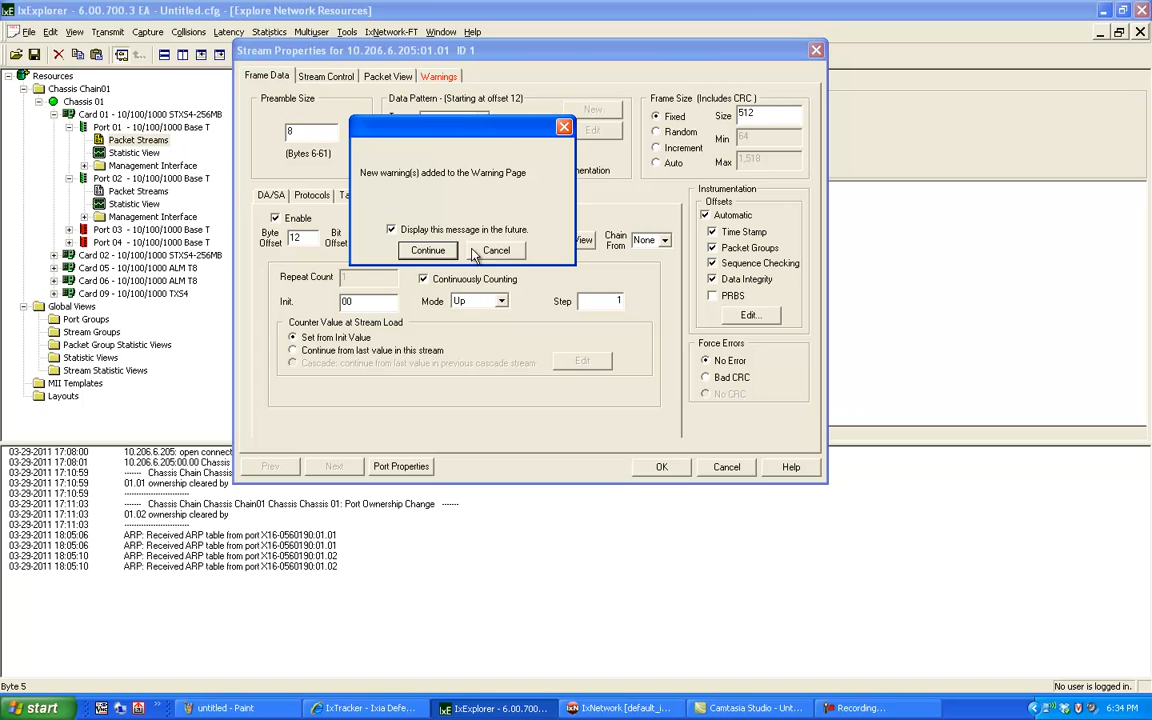 IxExplorer - 6.00.700.3 EA - Untitled.cfg - [Explore Network Resources]
File Edit View Transmit Capture Collisions Latency Statistics Multiuser Tools IxNetwork-FT Window Help
Stream Properties for 10.206.6.205:01.01 ID 1
Resources
Chassis Chain01
Chassis 01
Card 01 - 10/100/1000 STXS4-256MB
Port 01 - 10/100/1000 Base T
Packet Streams
Statistic View
Management Interface
Port 02 - 10/100/1000 Base T
Packet Streams
Statistic View
Management Interface
Port 03 - 10/100/1000 Base T
Port 04 - 10/100/1000 Base T
Card 02 - 10/100/1000 STXS4-256MB
Card 05 - 10/100/1000 ALM T8
Card 06 - 10/100/1000 ALM T8
Card 09 - 10/100/1000 TXS4
Global Views
Port Groups
Stream Groups
Packet Group Statistic Views
Statistic Views
Stream Statistic Views
MII Templates
Layouts
Frame Data Stream Control Packet View Warnings
Preamble Size
8
(Bytes 6-61)
Data Pattern - (Starting at offset 12)
New
Edit
Frame Size (Includes CRC )
Fixed Size 512
Random Min 64
Increment Max 1,518
Auto
New warning(s) added to the Warning Page
Display this message in the future.
Continue Cancel
DA/SA Protocols
Enable
Byte Offset 12 Bit Offset
Chain From None
Repeat Count 1 Continuously Counting
Init. 00 Mode Up Step 1
Counter Value at Stream Load
Set from Init Value
Continue from last value in this stream
Cascade: continue from last value in previous cascade stream
Edit
Instrumentation
Offsets
Automatic
Time Stamp
Packet Groups
Sequence Checking
Data Integrity
PRBS
Edit...
Force Errors
No Error
Bad CRC
No CRC
Prev Next Port Properties OK Cancel Help
03-29-2011 17:08:00 10.206.6.205: open
03-29-2011 17:08:01 10.206.6.205:00.00 Chassis
03-29-2011 17:10:59 ------- Chassis Chain
03-29-2011 17:10:59 01.01 ownership cleared by
03-29-2011 17:10:59 --------------------------
03-29-2011 17:11:03 ------- Chassis Chain Chain01 Chassis Chassis 01: Port Ownership Change -------
03-29-2011 17:11:03 01.02 ownership cleared by
03-29-2011 17:11:03 --------------------------
03-29-2011 18:05:06 ARP: Received ARP table from port X16-0560190:01.01
03-29-2011 18:05:06 ARP: Received ARP table from port X16-0560190:01.01
03-29-2011 18:05:10 ARP: Received ARP table from port X16-0560190:01.02
03-29-2011 18:05:10 ARP: Received ARP table from port X16-0560190:01.02
Byte 5 No user is logged in.
start untitled - Paint IxTracker - Ixia Defe... IxExplorer - 6.00.700... IxNetwork [default_i... Camtasia Studio - Unt... Recording... 6:34 PM